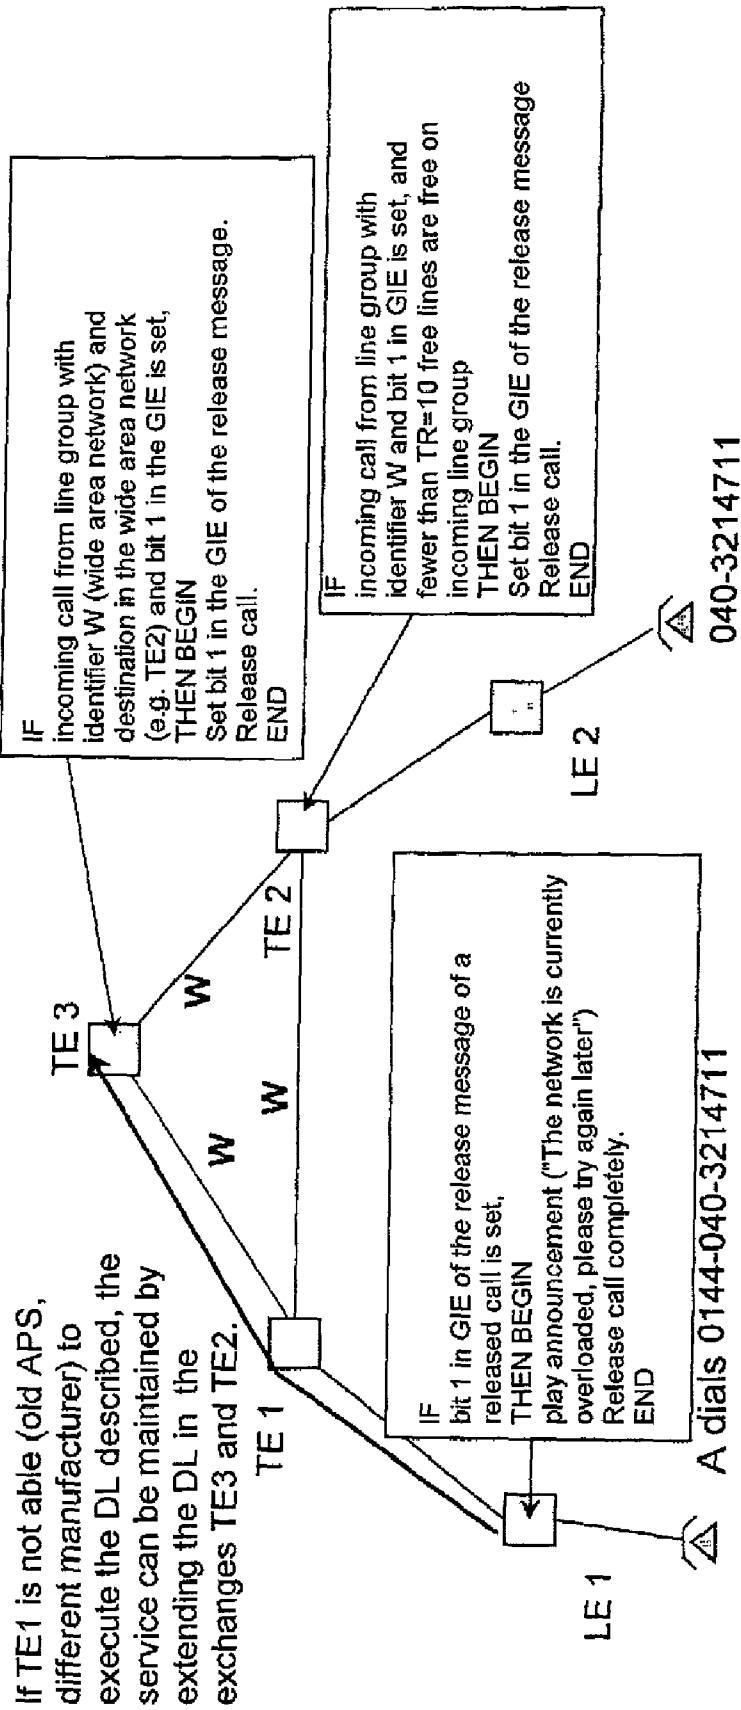 If TE1 is not able (old APS,
different manufacturer) to
execute the DL described, the
service can be maintained by
extending the DL in the
exchanges TE3 and TE2.
TE 3
IF
incoming call from line group with
identifier W (wide area network) and
destination in the wide area network
(e.g. TE2) and bit 1 in the GIE is set,
THEN BEGIN
Set bit 1 in the GIE of the release message.
Release call.
END
W
W
W
TE 1
TE 2
IF
incoming call from line group with
identifier W and bit 1 in GIE is set, and
fewer than TR=10 free lines are free on
incoming line group
THEN BEGIN
Set bit 1 in the GIE of the release message
Release call.
END
IF
bit 1 in GIE of the release message of a
released call is set,
THEN BEGIN
play announcement ("The network is currently
overloaded, please try again later")
Release call completely.
END
LE 1
LE 2
A dials 0144-040-3214711
040-3214711